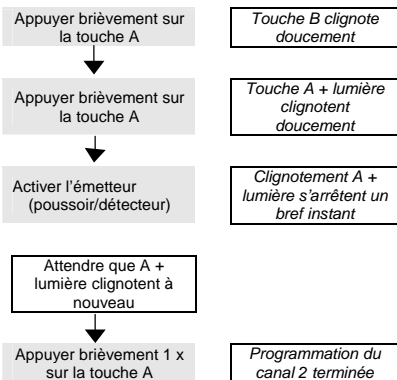 Appuyer brièvement sur
la touche A
Touche B clignote
doucement
Appuyer brièvement sur
la touche A
Touche A + lumière
clignotent
doucement
Activer l'émetteur
(poussoir/détecteur)
Clignotement A +
lumière s'arrêtent un
bref instant
Attendre que A +
lumière clignotent à
nouveau
Appuyer brièvement 1 x
sur la touche A
Programmation du
canal 2 terminée